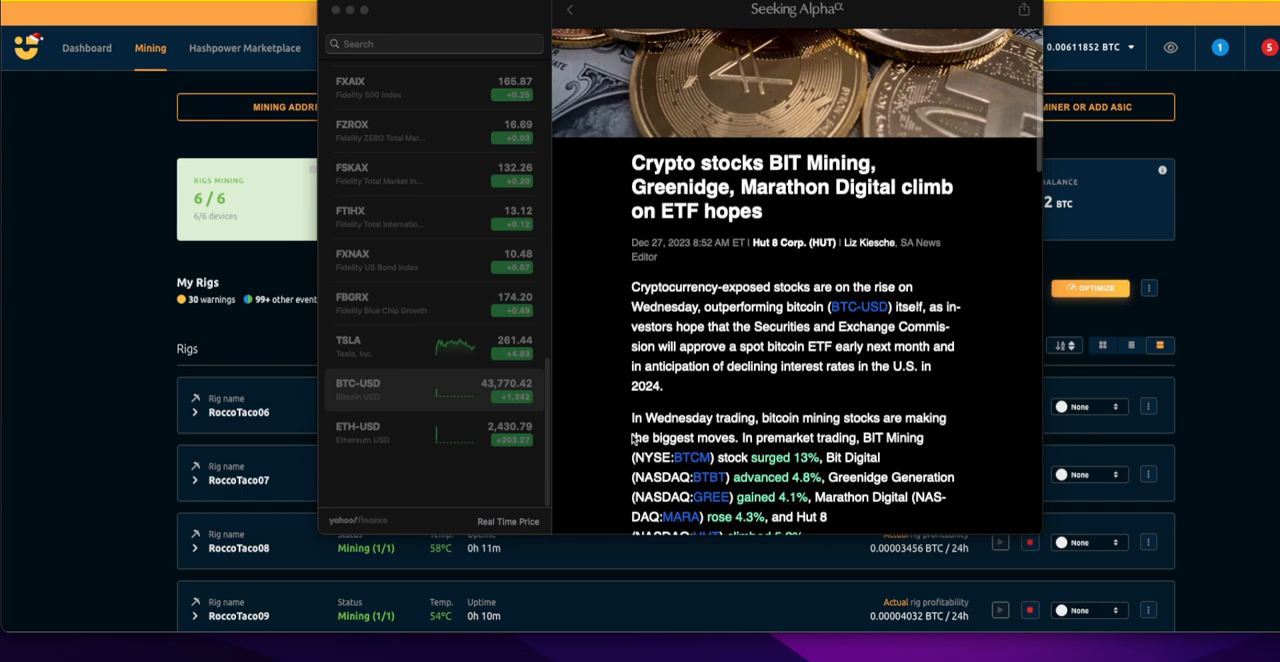 Dashboard
Mining
Hashpower Marketplace
0.00611852 BTC
1
5
MINING ADDRE
MINER OR ADD ASIC
RIGS MINING
6 / 6
6/6 devices
ALANCE
2 BTC
My Rigs
30 warnings
99+ other event
OPTIMIZE
Rigs
Rig name
RoccoTaco06
None
Rig name
RoccoTaco07
None
Rig name
RoccoTaco08
Status
Mining (1/1)
Temp.
58°C
Uptime
0h 11m
Actual rig profitability
0.00003456 BTC / 24h
None
Rig name
RoccoTaco09
Status
Mining (1/1)
Temp.
54°C
Uptime
0h 10m
Actual rig profitability
0.00004032 BTC / 24h
None
Search
FXAIX
165.87
Fidelity 500 Index
+0.25
FZROX
16.69
Fidelity ZERO Total Mar...
+0.03
FSKAX
132.26
Fidelity Total Market In...
+0.20
FTIHX
13.12
Fidelity Total Internatio...
+0.12
FXNAX
10.48
Fidelity US Bond Index
+0.07
FBGRX
174.20
Fidelity Blue Chip Growth
+0.49
TSLA
261.44
Tesla, Inc.
+4.83
BTC-USD
43,770.42
Bitcoin USD
+1,342
ETH-USD
2,430.79
Ethereum USD
+203.27
yahoo!finance
Real Time Price
Seeking Alphaα
Crypto stocks BIT Mining,
Greenidge, Marathon Digital climb
on ETF hopes
Dec 27, 2023 8:52 AM ET | Hut 8 Corp. (HUT) | Liz Kiesche, SA News
Editor
Cryptocurrency-exposed stocks are on the rise on
Wednesday, outperforming bitcoin (BTC-USD) itself, as in-
vestors hope that the Securities and Exchange Commis-
sion will approve a spot bitcoin ETF early next month and
in anticipation of declining interest rates in the U.S. in
2024.
In Wednesday trading, bitcoin mining stocks are making
the biggest moves. In premarket trading, BIT Mining
(NYSE:BTCM) stock surged 13%, Bit Digital
(NASDAQ:BTBT) advanced 4.8%, Greenidge Generation
(NASDAQ:GREE) gained 4.1%, Marathon Digital (NAS-
DAQ:MARA) rose 4.3%, and Hut 8
(NASDAQ:HUT) climbed